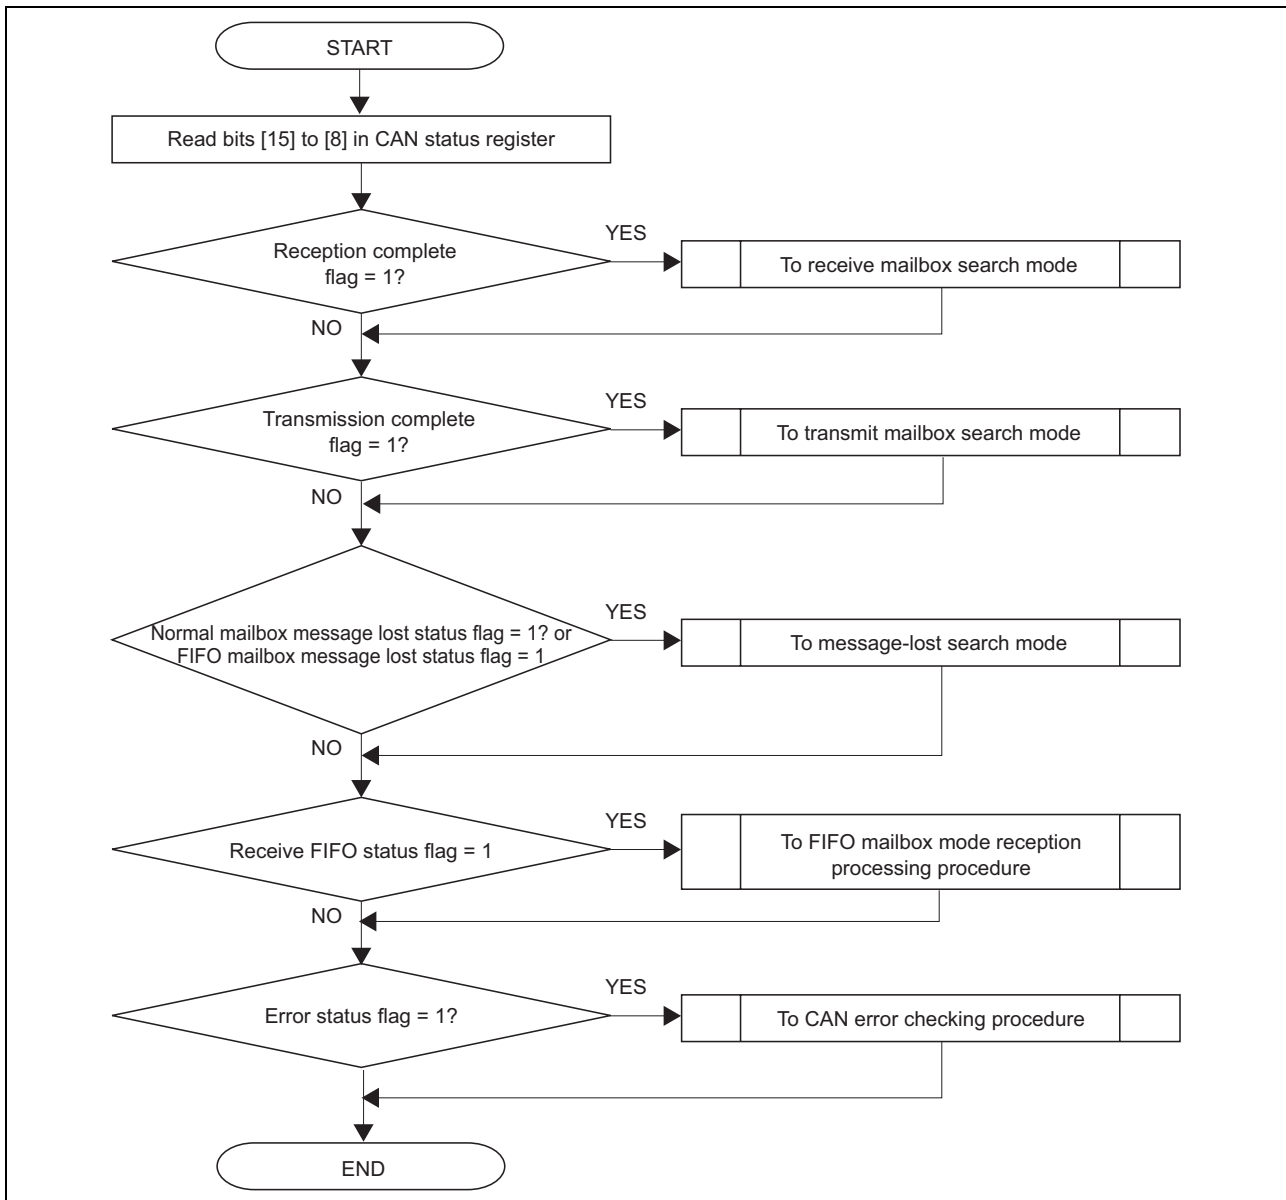 START
Read bits [15] to [8] in CAN status register
Reception complete
flag = 1?
YES
To receive mailbox search mode
NO
Transmission complete
flag = 1?
YES
To transmit mailbox search mode
NO
Normal mailbox message lost status flag = 1? or
FIFO mailbox message lost status flag = 1
YES
To message-lost search mode
NO
Receive FIFO status flag = 1
YES
To FIFO mailbox mode reception
processing procedure
NO
Error status flag = 1?
YES
To CAN error checking procedure
END